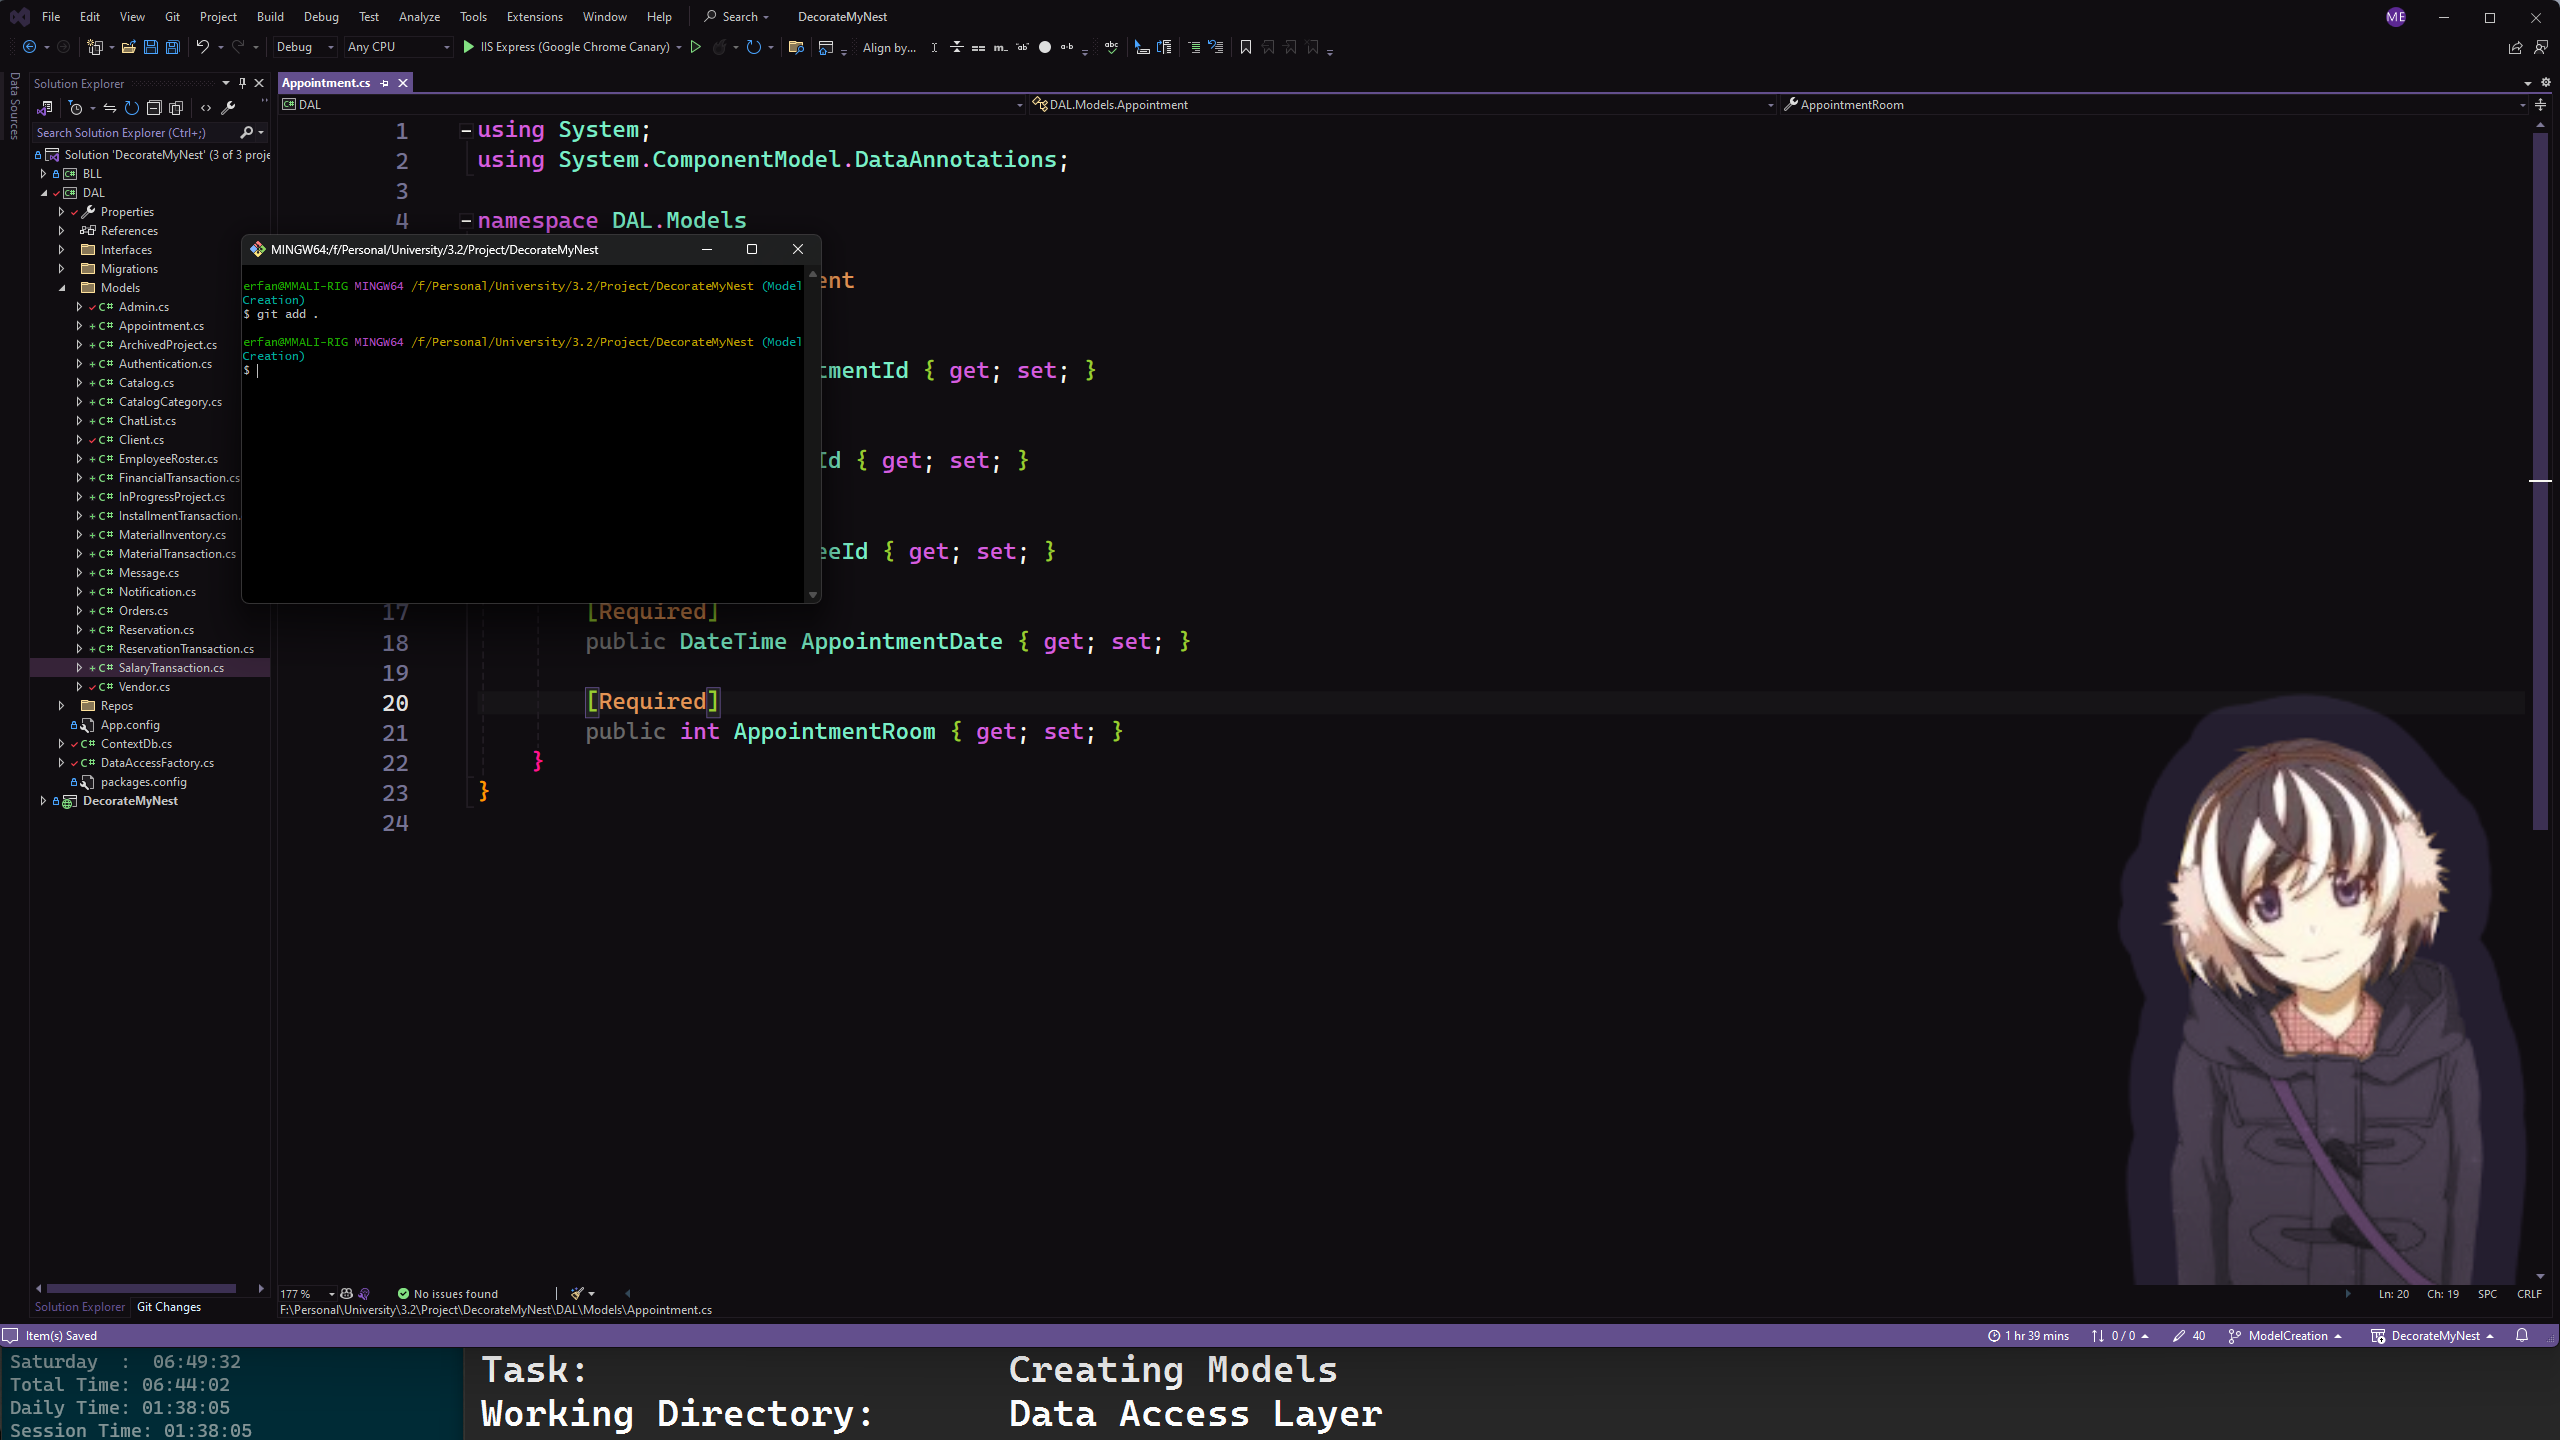 File Edit View Git Project Build Debug Test Analyze Tools Extensions Window Help Search DecorateMyNest ME
Debug Any CPU IIS Express (Google Chrome Canary) Align by...
Data Sources
Solution Explorer
Search Solution Explorer (Ctrl+;)
Solution 'DecorateMyNest' (3 of 3 proje
BLL
DAL
Properties
References
Interfaces
Migrations
Models
Admin.cs
Appointment.cs
ArchivedProject.cs
Authentication.cs
Catalog.cs
CatalogCategory.cs
ChatList.cs
Client.cs
EmployeeRoster.cs
FinancialTransaction.cs
InProgressProject.cs
InstallmentTransaction.
MaterialInventory.cs
MaterialTransaction.cs
Message.cs
Notification.cs
Orders.cs
Reservation.cs
ReservationTransaction.cs
SalaryTransaction.cs
Vendor.cs
Repos
App.config
ContextDb.cs
DataAccessFactory.cs
packages.config
DecorateMyNest
Solution Explorer Git Changes
Appointment.cs
DAL DAL.Models.Appointment AppointmentRoom
1 using System;
2 using System.ComponentModel.DataAnnotations;
3
4 namespace DAL.Models
ent
tmentId { get; set; }
Id { get; set; }
eeId { get; set; }
17 [Required]
18 public DateTime AppointmentDate { get; set; }
19
20 [Required]
21 public int AppointmentRoom { get; set; }
22 }
23 }
24
MINGW64:/f/Personal/University/3.2/Project/DecorateMyNest
erfan@MMALI-RIG MINGW64 /f/Personal/University/3.2/Project/DecorateMyNest (Model
Creation)
$ git add .
erfan@MMALI-RIG MINGW64 /f/Personal/University/3.2/Project/DecorateMyNest (Model
Creation)
$
177 % No issues found Ln: 20 Ch: 19 SPC CRLF
F:\Personal\University\3.2\Project\DecorateMyNest\DAL\Models\Appointment.cs
Item(s) Saved 1 hr 39 mins 0 / 0 40 ModelCreation DecorateMyNest
Saturday : 06:49:32
Total Time: 06:44:02
Daily Time: 01:38:05
Session Time: 01:38:05
Task: Creating Models
Working Directory: Data Access Layer